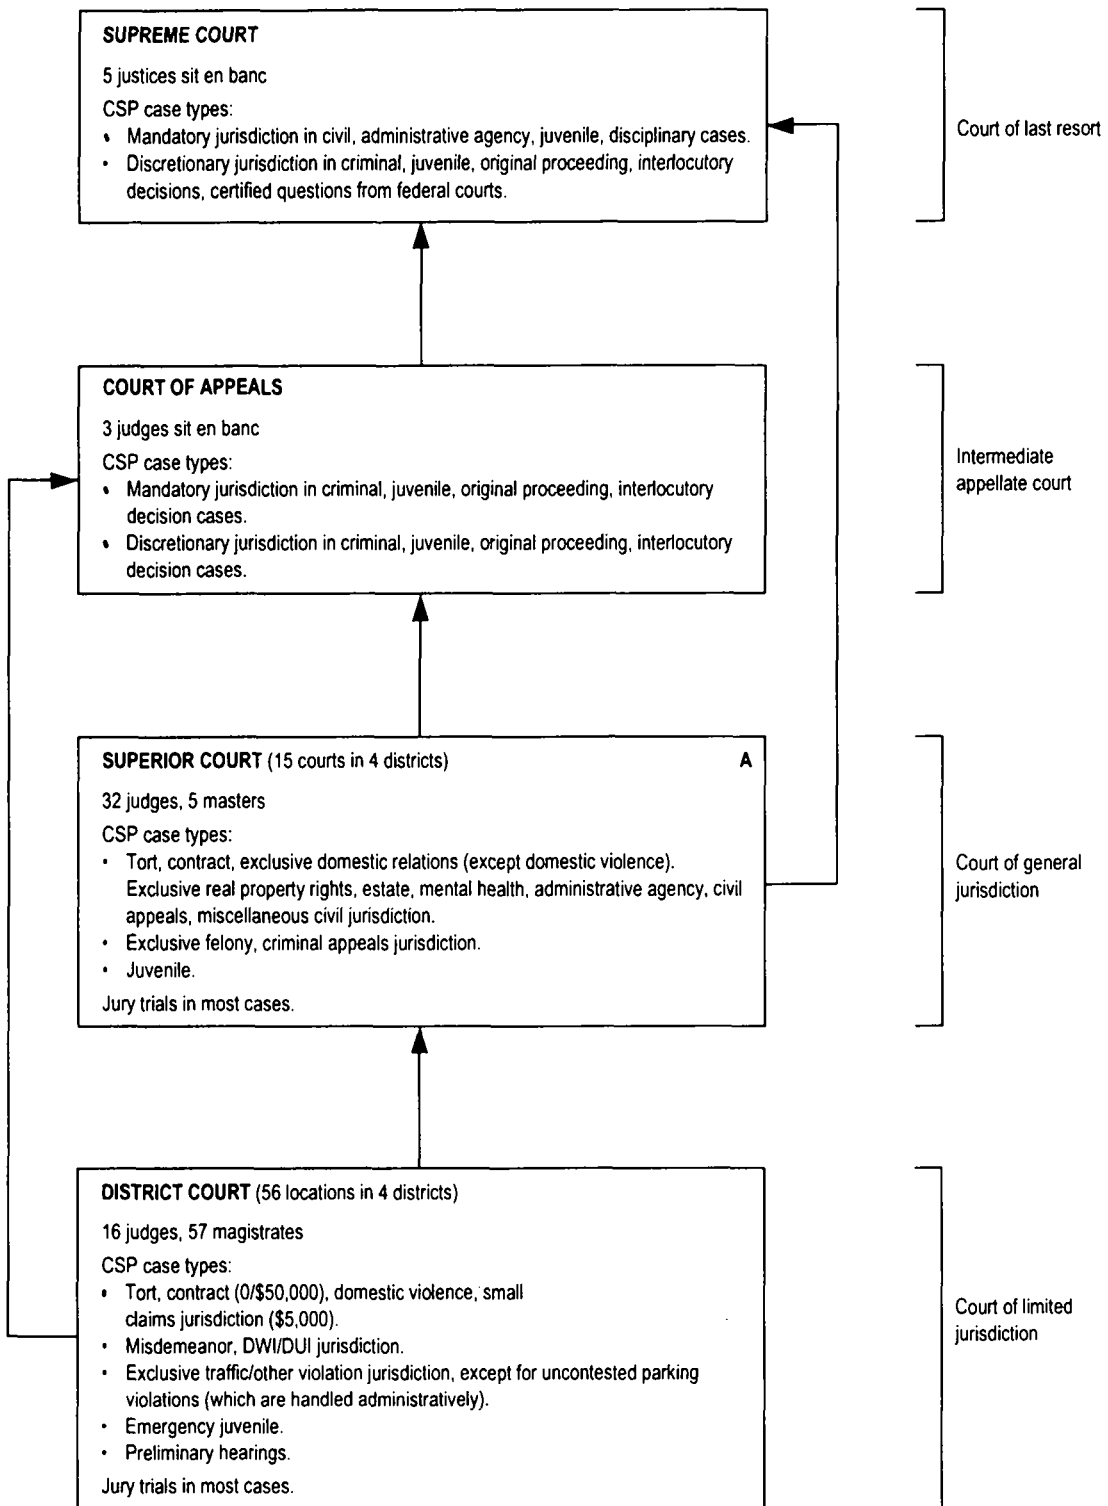 SUPREME COURT
5 justices sit en banc
CSP case types:
• Mandatory jurisdiction in civil, administrative agency, juvenile, disciplinary cases.
• Discretionary jurisdiction in criminal, juvenile, original proceeding, interlocutory
decisions, certified questions from federal courts.
Court of last resort
COURT OF APPEALS
3 judges sit en banc
CSP case types:
• Mandatory jurisdiction in criminal, juvenile, original proceeding, interlocutory
decision cases.
• Discretionary jurisdiction in criminal, juvenile, original proceeding, interlocutory
decision cases.
Intermediate
appellate court
SUPERIOR COURT (15 courts in 4 districts) A
32 judges, 5 masters
CSP case types:
• Tort, contract, exclusive domestic relations (except domestic violence).
Exclusive real property rights, estate, mental health, administrative agency, civil
appeals, miscellaneous civil jurisdiction.
• Exclusive felony, criminal appeals jurisdiction.
• Juvenile.
Jury trials in most cases.
Court of general
jurisdiction
DISTRICT COURT (56 locations in 4 districts)
16 judges, 57 magistrates
CSP case types:
• Tort, contract (0/$50,000), domestic violence, small
claims jurisdiction ($5,000).
• Misdemeanor, DWI/DUI jurisdiction.
• Exclusive traffic/other violation jurisdiction, except for uncontested parking
violations (which are handled administratively).
• Emergency juvenile.
• Preliminary hearings.
Jury trials in most cases.
Court of limited
jurisdiction